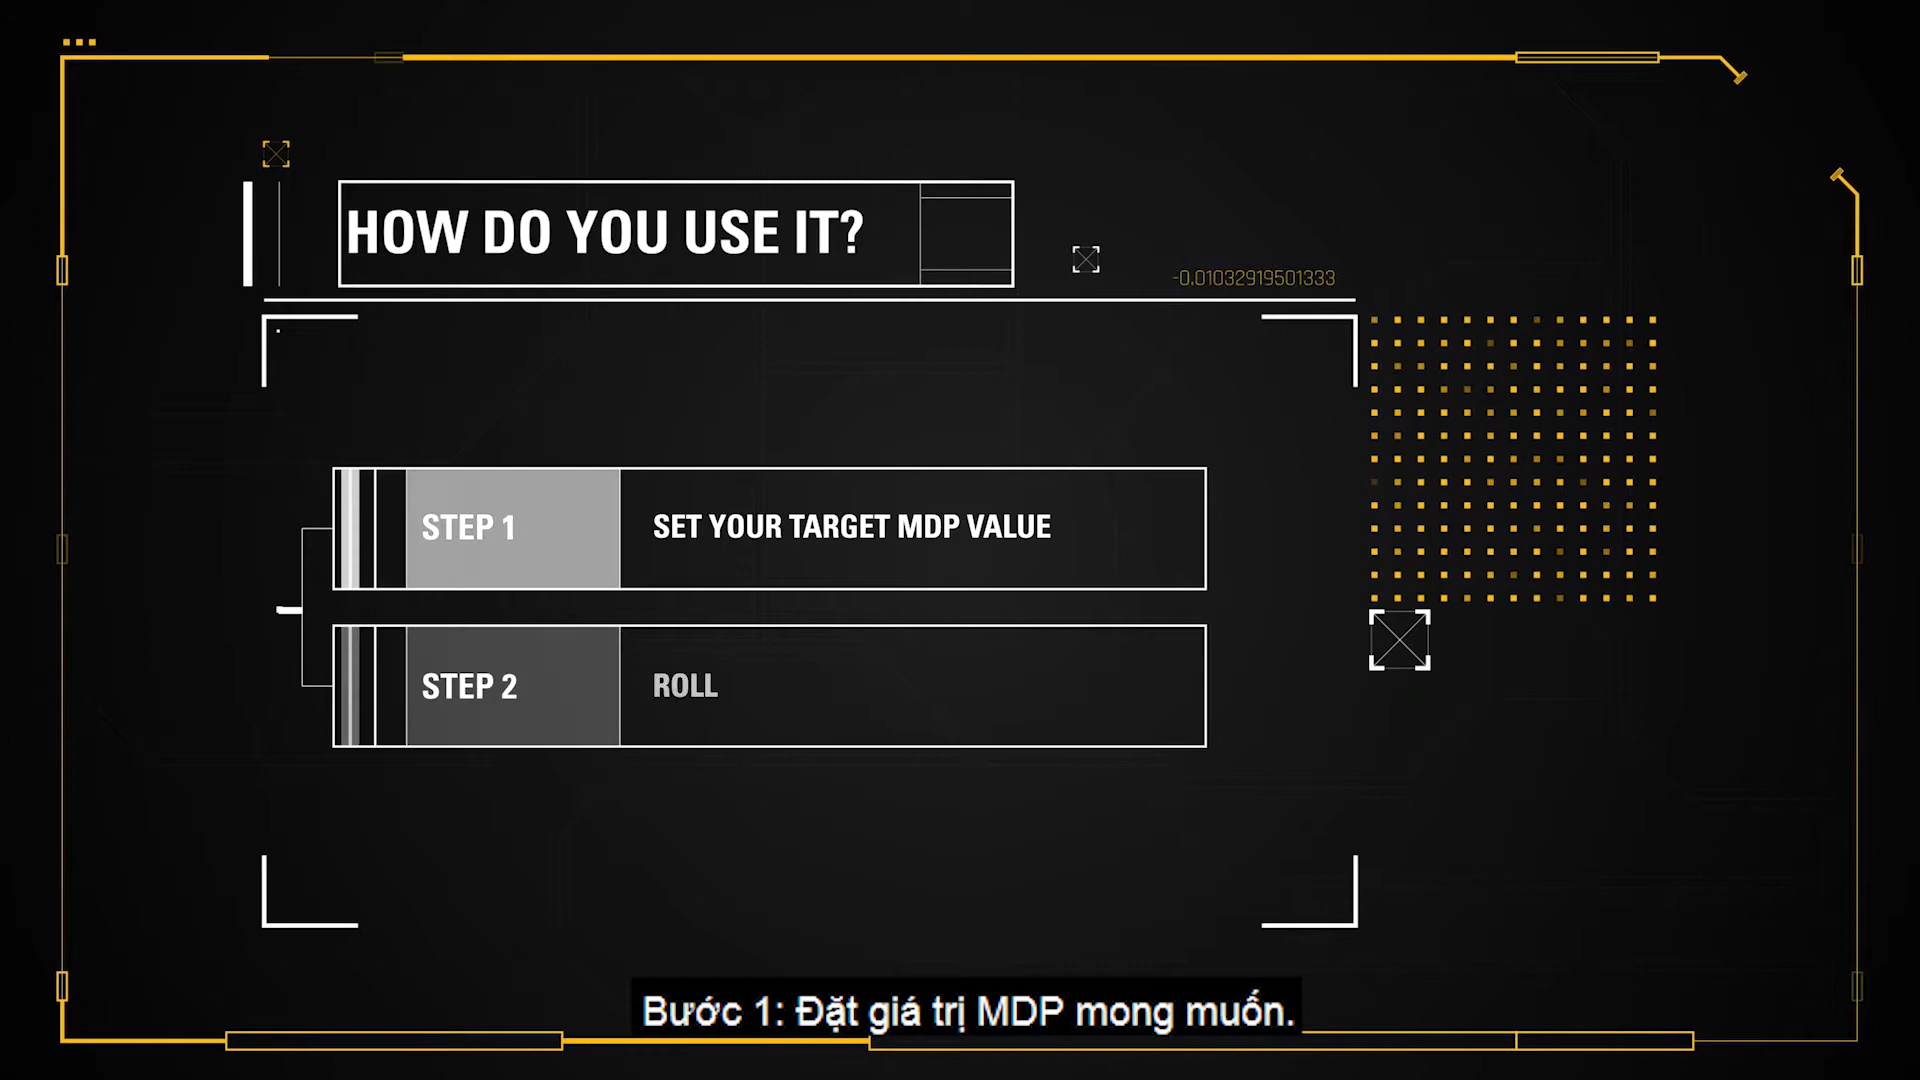 HOW DO YOU USE IT?
-0.01032919501333
STEP 1
SET YOUR TARGET MDP VALUE
STEP 2
ROLL
Bước 1: Đặt giá trị MDP mong muốn.